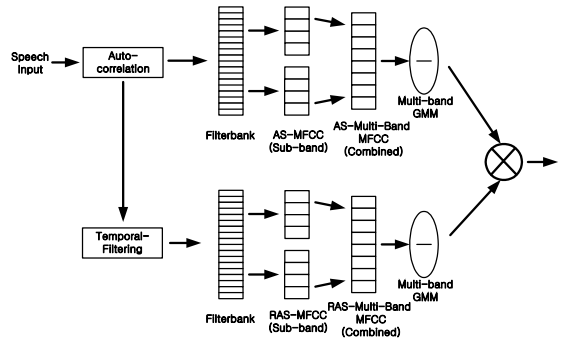 Speech
Input
Auto-
correlation
Filterbank
AS-MFCC
(Sub-band)
AS-Multi-Band
MFCC
(Combined)
Multi-band
GMM
Temporal-
Filtering
Filterbank
RAS-MFCC
(Sub-band)
RAS-Multi-Band
MFCC
(Combined)
Multi-band
GMM